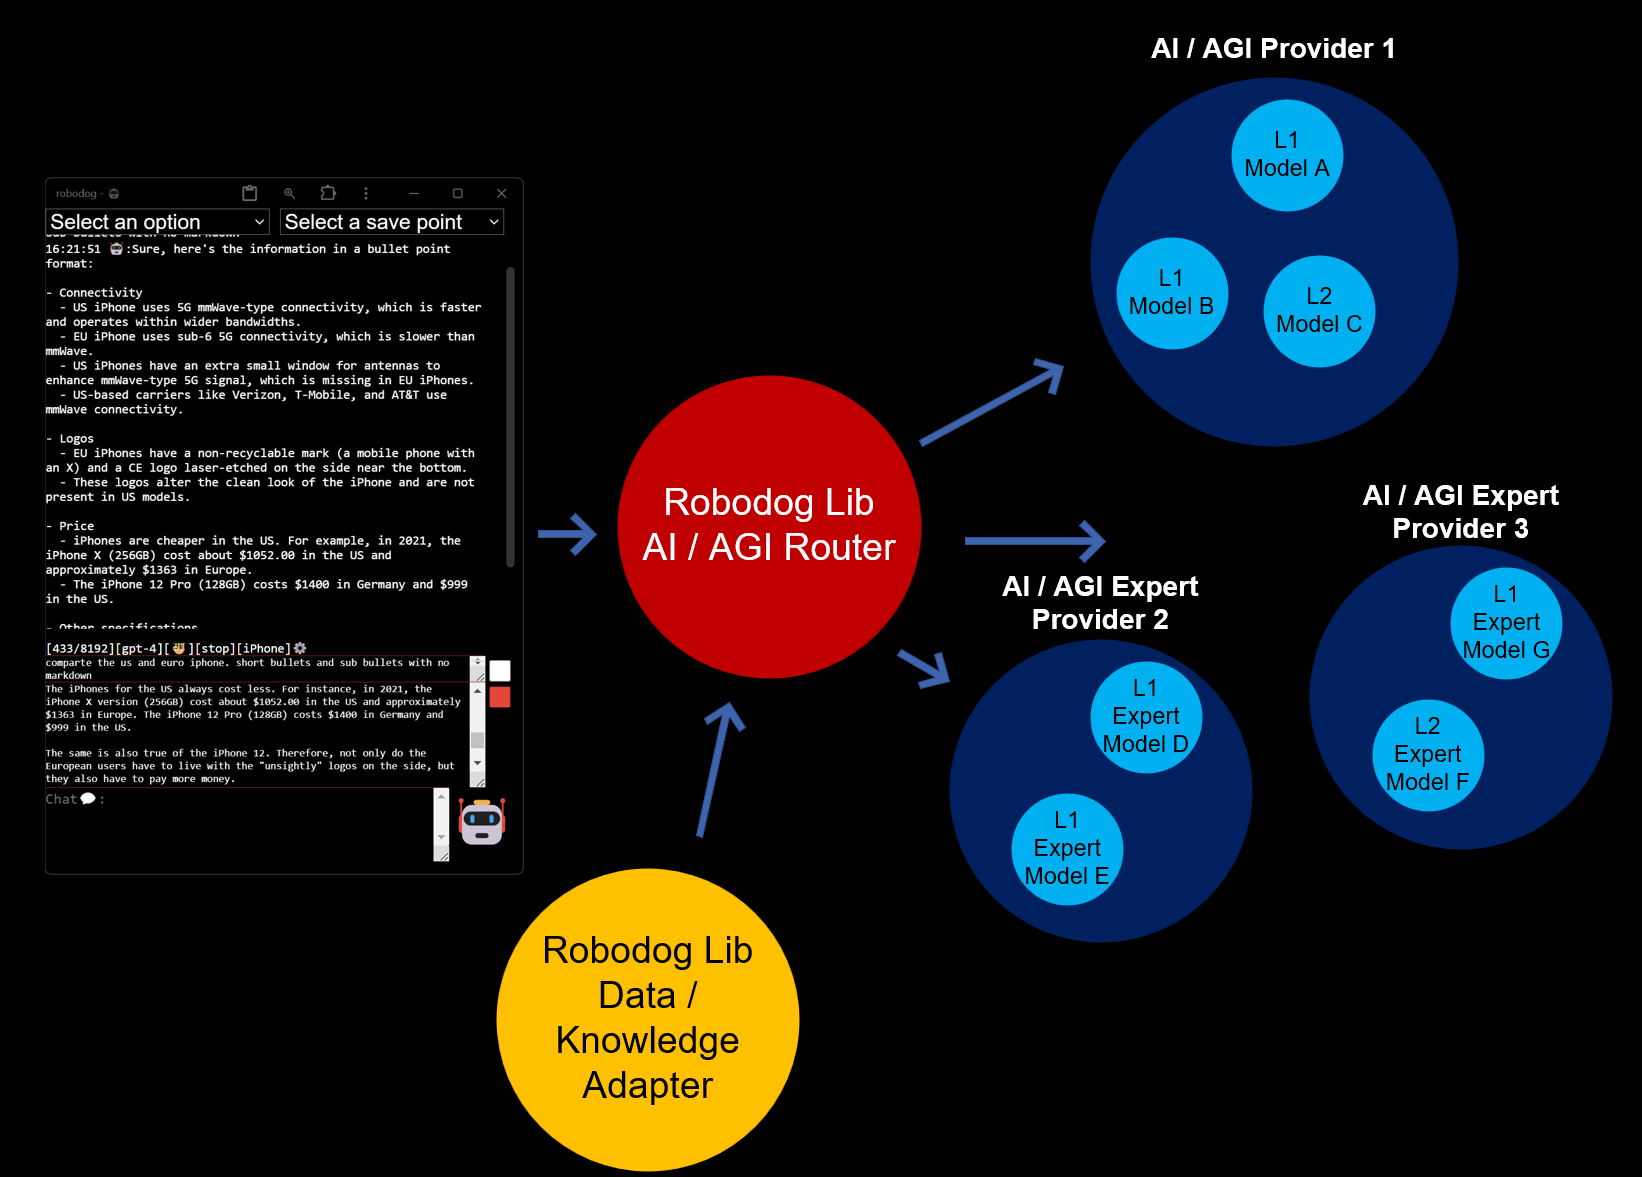 robodog -
Select an option
Select a save point
16:21:51 :Sure, here's the information in a bullet point
format:
- Connectivity
- US iPhone uses 5G mmWave-type connectivity, which is faster
and operates within wider bandwidths.
- EU iPhone uses sub-6 5G connectivity, which is slower than
mmWave.
- US iPhones have an extra small window for antennas to
enhance mmWave-type 5G signal, which is missing in EU iPhones.
- US-based carriers like Verizon, T-Mobile, and AT&T use
mmWave connectivity.
- Logos
- EU iPhones have a non-recyclable mark (a mobile phone with
an X) and a CE logo laser-etched on the side near the bottom.
- These logos alter the clean look of the iPhone and are not
present in US models.
- Price
- iPhones are cheaper in the US. For example, in 2021, the
iPhone X (256GB) cost about $1052.00 in the US and
approximately $1363 in Europe.
- The iPhone 12 Pro (128GB) costs $1400 in Germany and $999
in the US.
- Other specifications
[433/8192][gpt-4][ ][stop][iPhone]
comparte the us and euro iphone. short bullets and sub bullets with no
markdown
The iPhones for the US always cost less. For instance, in 2021, the
iPhone X version (256GB) cost about $1052.00 in the US and approximately
$1363 in Europe. The iPhone 12 Pro (128GB) costs $1400 in Germany and
$999 in the US.
The same is also true of the iPhone 12. Therefore, not only do the
European users have to live with the "unsightly" logos on the side, but
they also have to pay more money.
Chat :
Robodog Lib
AI / AGI Router
Robodog Lib
Data /
Knowledge
Adapter
AI / AGI Provider 1
L1
Model A
L1
Model B
L2
Model C
AI / AGI Expert
Provider 2
L1
Expert
Model D
L1
Expert
Model E
AI / AGI Expert
Provider 3
L1
Expert
Model G
L2
Expert
Model F